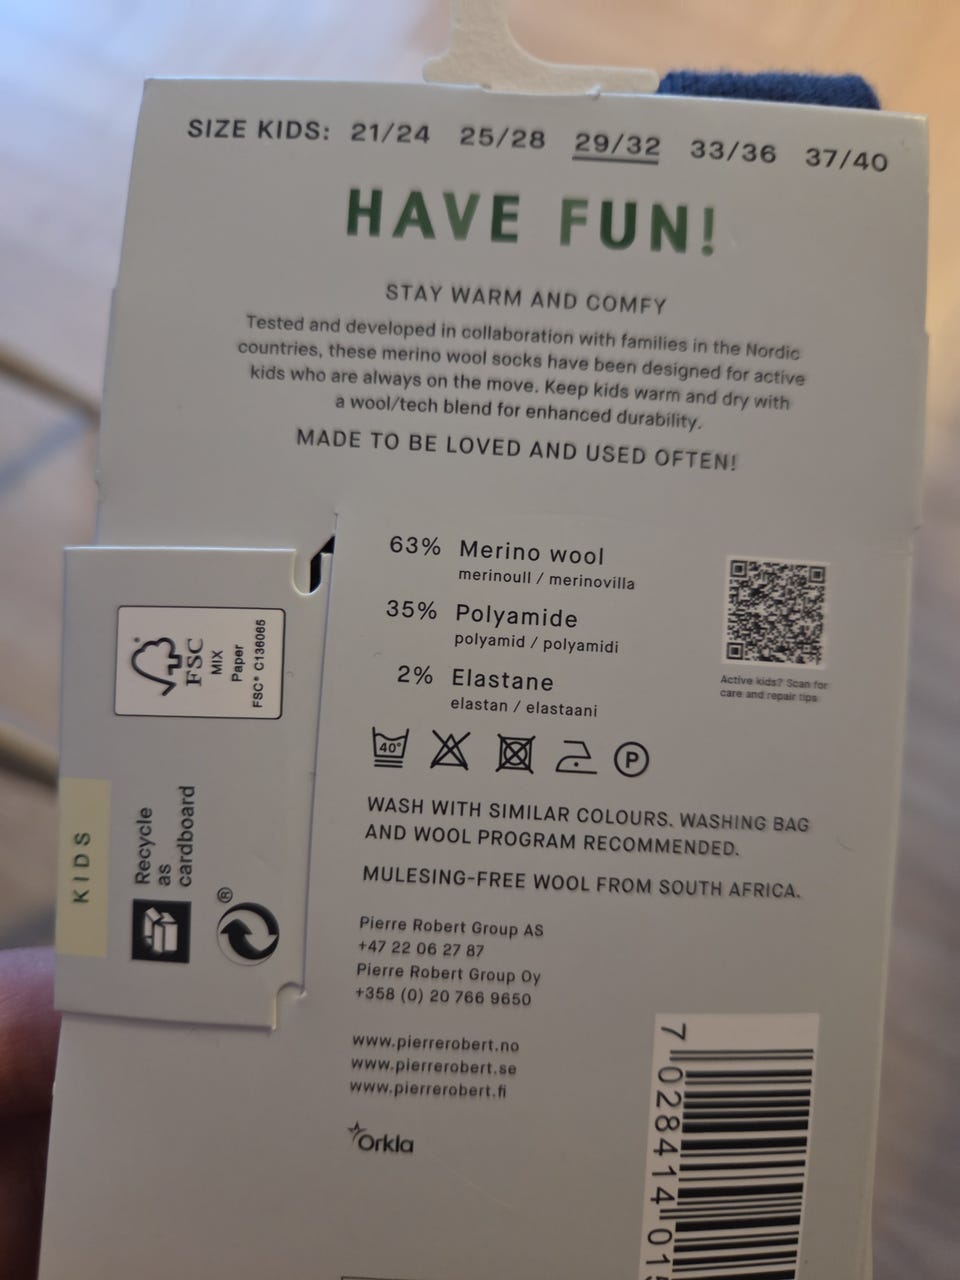 SIZE KIDS: 21/24 25/28 29/32 33/36 37/40
HAVE FUN!
STAY WARM AND COMFY
Tested and developed in collaboration with families in the Nordic
countries, these merino wool socks have been designed for active
kids who are always on the move. Keep kids warm and dry with
a wool/tech blend for enhanced durability.
MADE TO BE LOVED AND USED OFTEN!
63% Merino wool
merinoull / merinovilla
35% Polyamide
polyamid / polyamidi
2% Elastane
elastan / elastaani
Active kids? Scan for
care and repair tips
40°
P
WASH WITH SIMILAR COLOURS. WASHING BAG
AND WOOL PROGRAM RECOMMENDED.
MULESING-FREE WOOL FROM SOUTH AFRICA.
Pierre Robert Group AS
+47 22 06 27 87
Pierre Robert Group Oy
+358 (0) 20 766 9650
www.pierrerobert.no
www.pierrerobert.se
www.pierrerobert.fi
Orkla
7 028414 015
FSC
MIX
Paper
FSC® C136065
KIDS
Recycle
as
cardboard
®